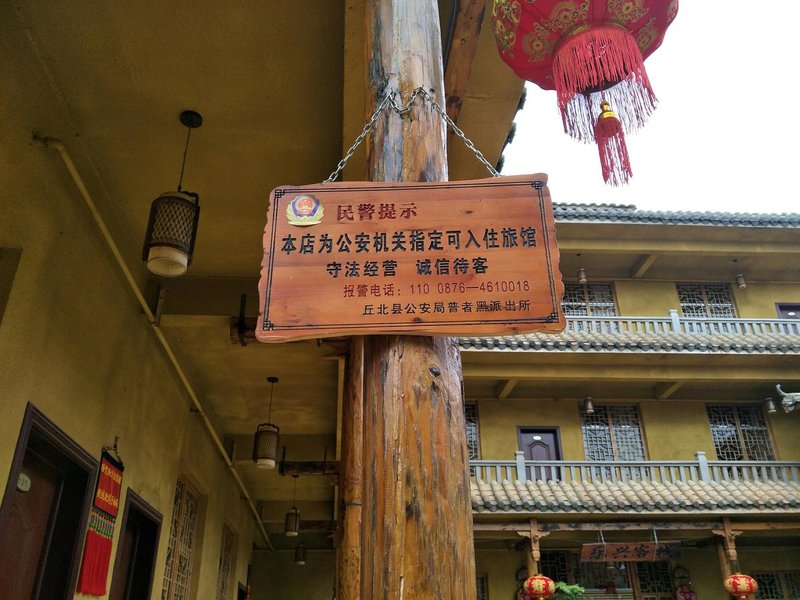 民警提示
本店为公安机关指定可入住旅馆
守法经营 诚信待客
报警电话：110 0876—4610018
丘北县公安局普者黑派出所